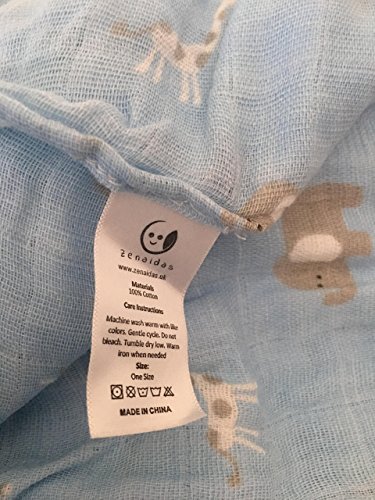 zenaidas
www.zenaidas.nl
Materials
100% Cotton
Care Instructions
Machine wash warm with like
colors. Gentle cycle. Do not
bleach. Tumble dry low. Warm
iron when needed
Size:
One Size
MADE IN CHINA